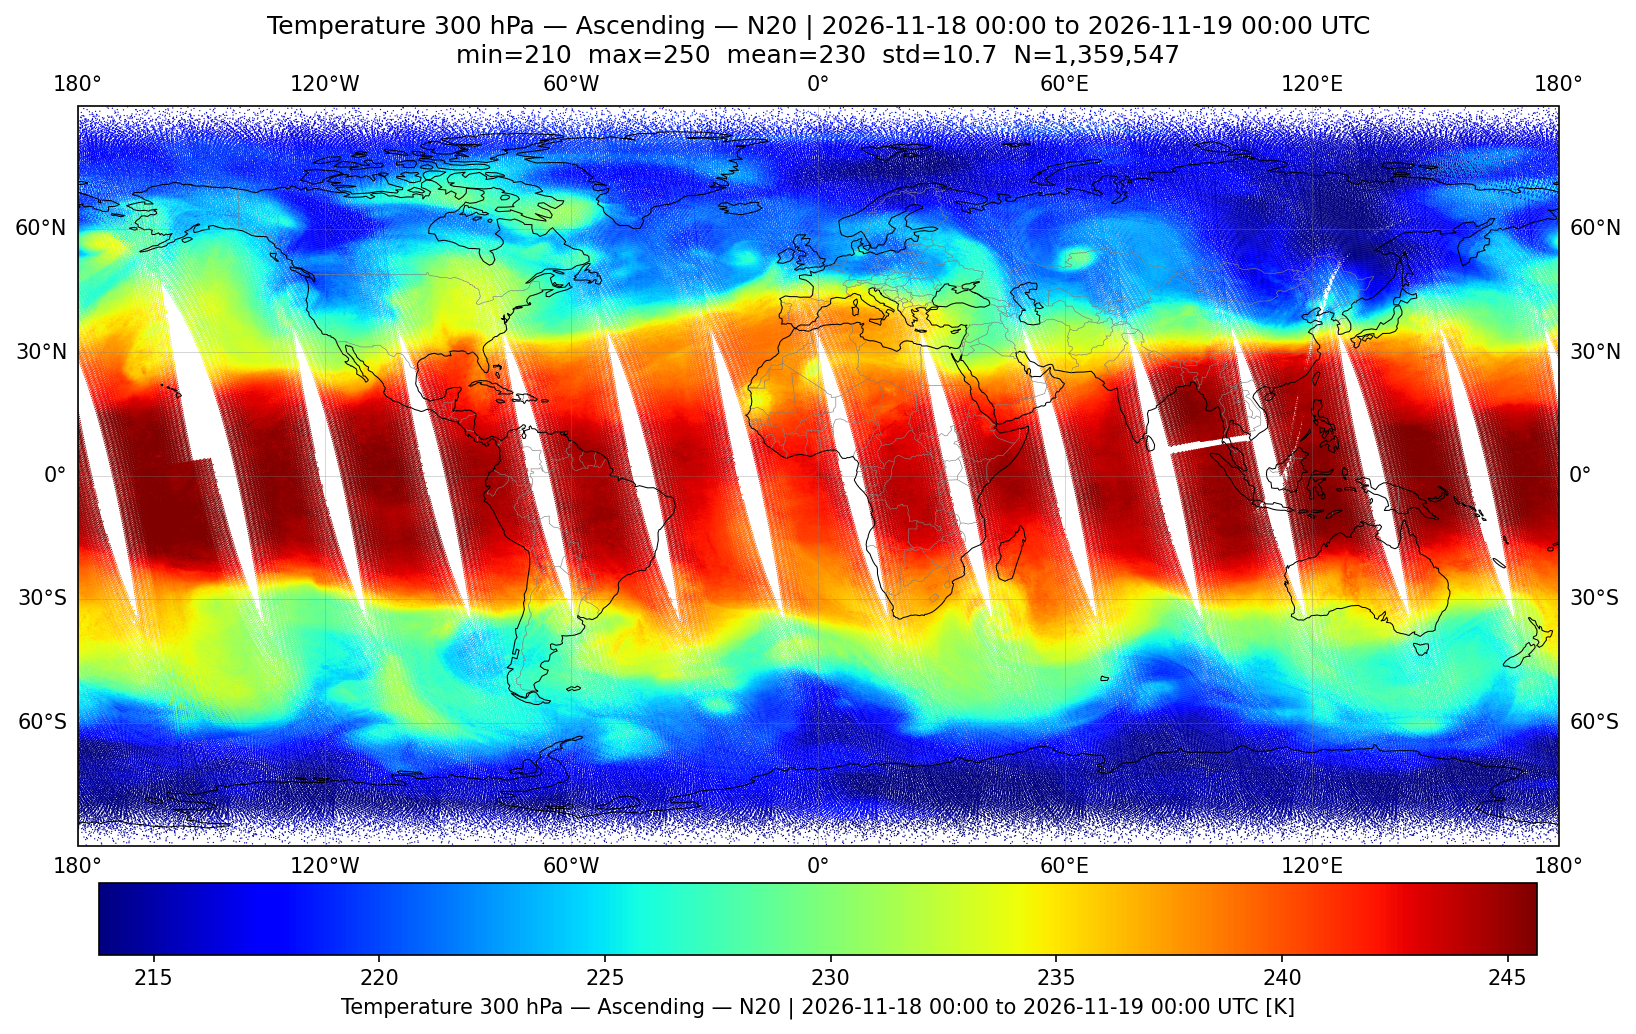 Temperature 300 hPa — Ascending — N20 | 2026-11-18 00:00 to 2026-11-19 00:00 UTC
min=210 max=250 mean=230 std=10.7 N=1,359,547
180° 120°W 60°W 0° 60°E 120°E 180°
60°N 60°N
30°N 30°N
0° 0°
30°S 30°S
60°S 60°S
180° 120°W 60°W 0° 60°E 120°E 180°
215 220 225 230 235 240 245
Temperature 300 hPa — Ascending — N20 | 2026-11-18 00:00 to 2026-11-19 00:00 UTC [K]